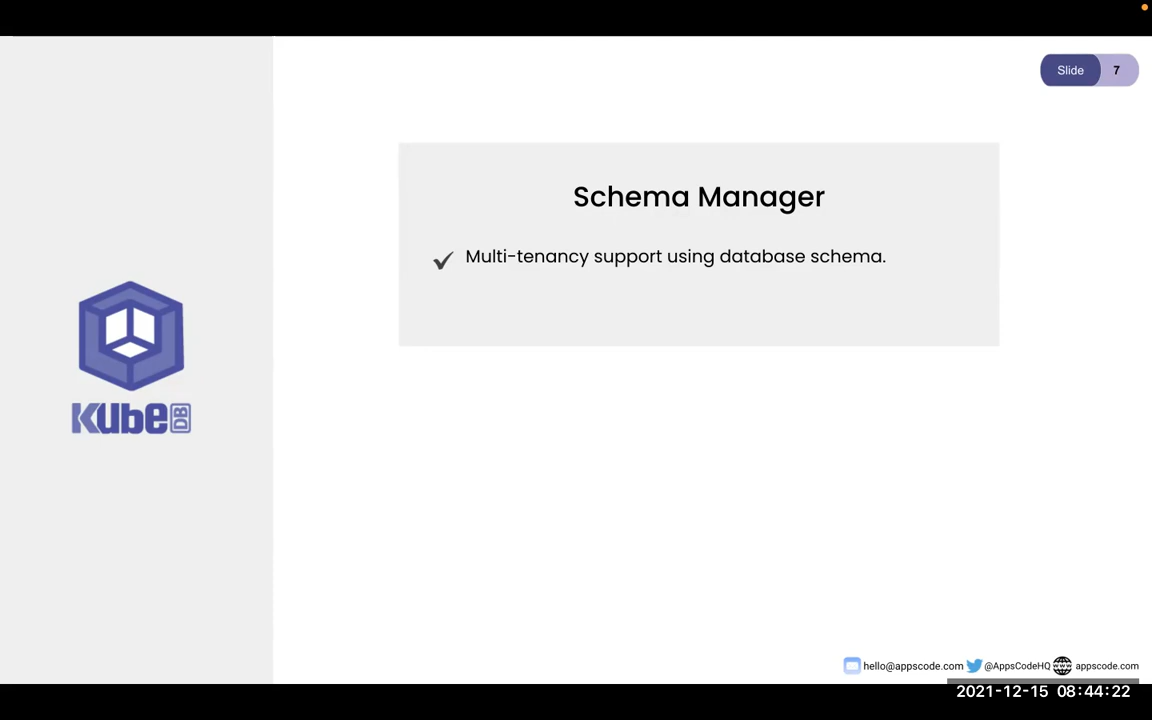 Slide 7
Schema Manager
Multi-tenancy support using database schema.
KubeDB
hello@appscode.com @AppsCodeHQ appscode.com
2021-12-15 08:44:22